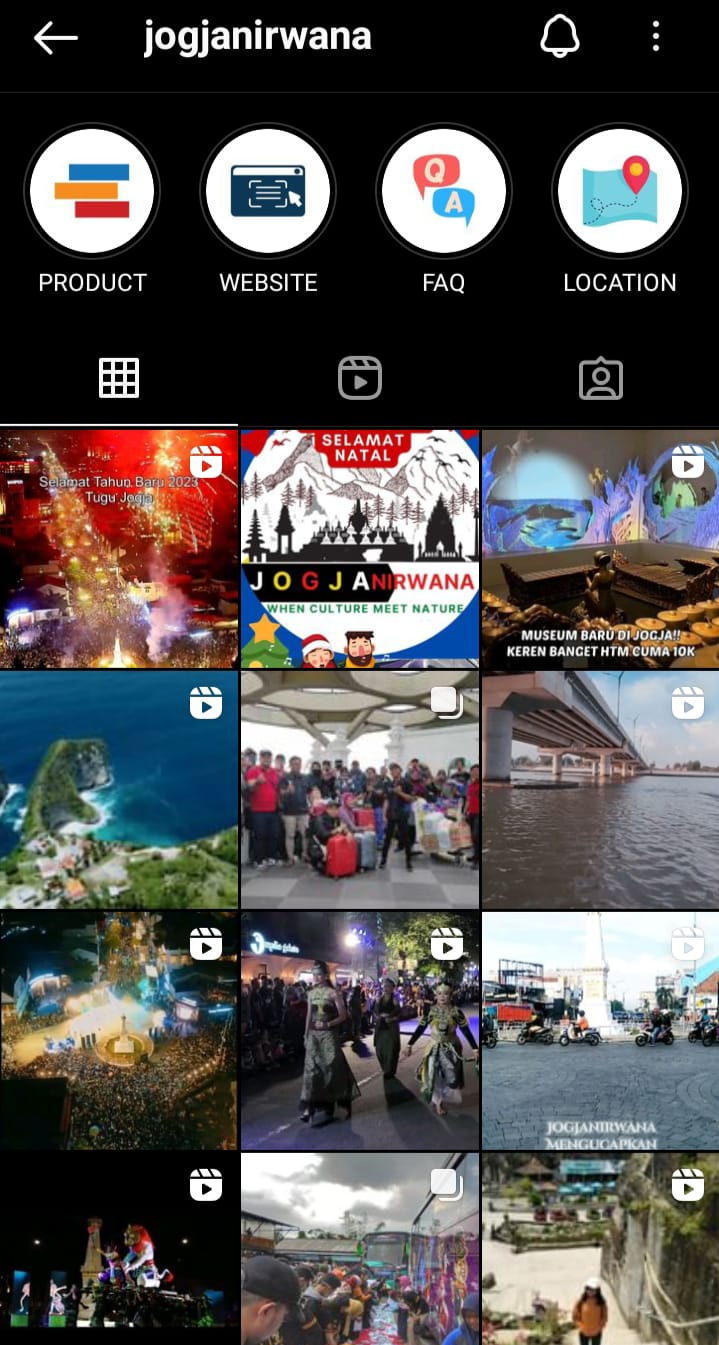 jogjanirwana
Q
A
PRODUCT
WEBSITE
FAQ
LOCATION
Selamat Tahun Baru 2023
Tugu Jogja
SELAMAT
NATAL
JOGJANIRWANA
WHEN CULTURE MEET NATURE
MUSEUM BARU DI JOGJA!!
KEREN BANGET HTM CUMA 10K
JOGJANIRWANA
MENGUCAPKAN